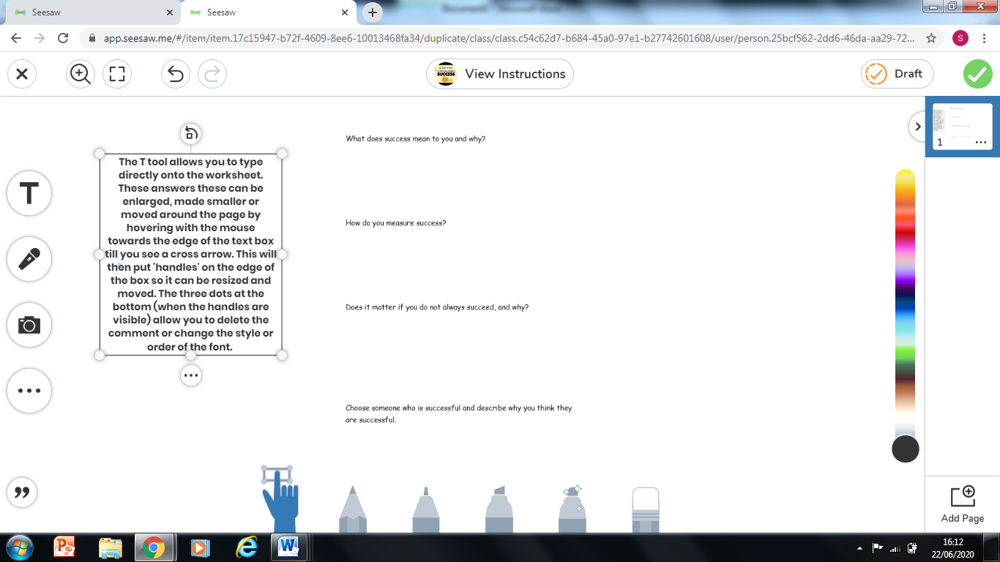 Seesaw
Seesaw
app.seesaw.me/#/item/item.17c15947-b72f-4609-8ee6-10013468fa34/duplicate/class/class.c54c62d7-b684-45a0-97e1-b27742601608/user/person.25bcf562-2dd6-46da-aa29-72...
S
SUCCESS
View Instructions
Draft
What does success mean to you and why?
The T tool allows you to type
directly onto the worksheet.
These answers these can be
enlarged, made smaller or
moved around the page by
hovering with the mouse
towards the edge of the text box
till you see a cross arrow. This will
then put 'handles' on the edge of
the box so it can be resized and
moved. The three dots at the
bottom (when the handles are
visible) allow you to delete the
comment or change the style or
order of the font.
How do you measure success?
Does it matter if you do not always succeed, and why?
Choose someone who is successful and describe why you think they
are successful.
T
1
Add Page
16:12
22/06/2020